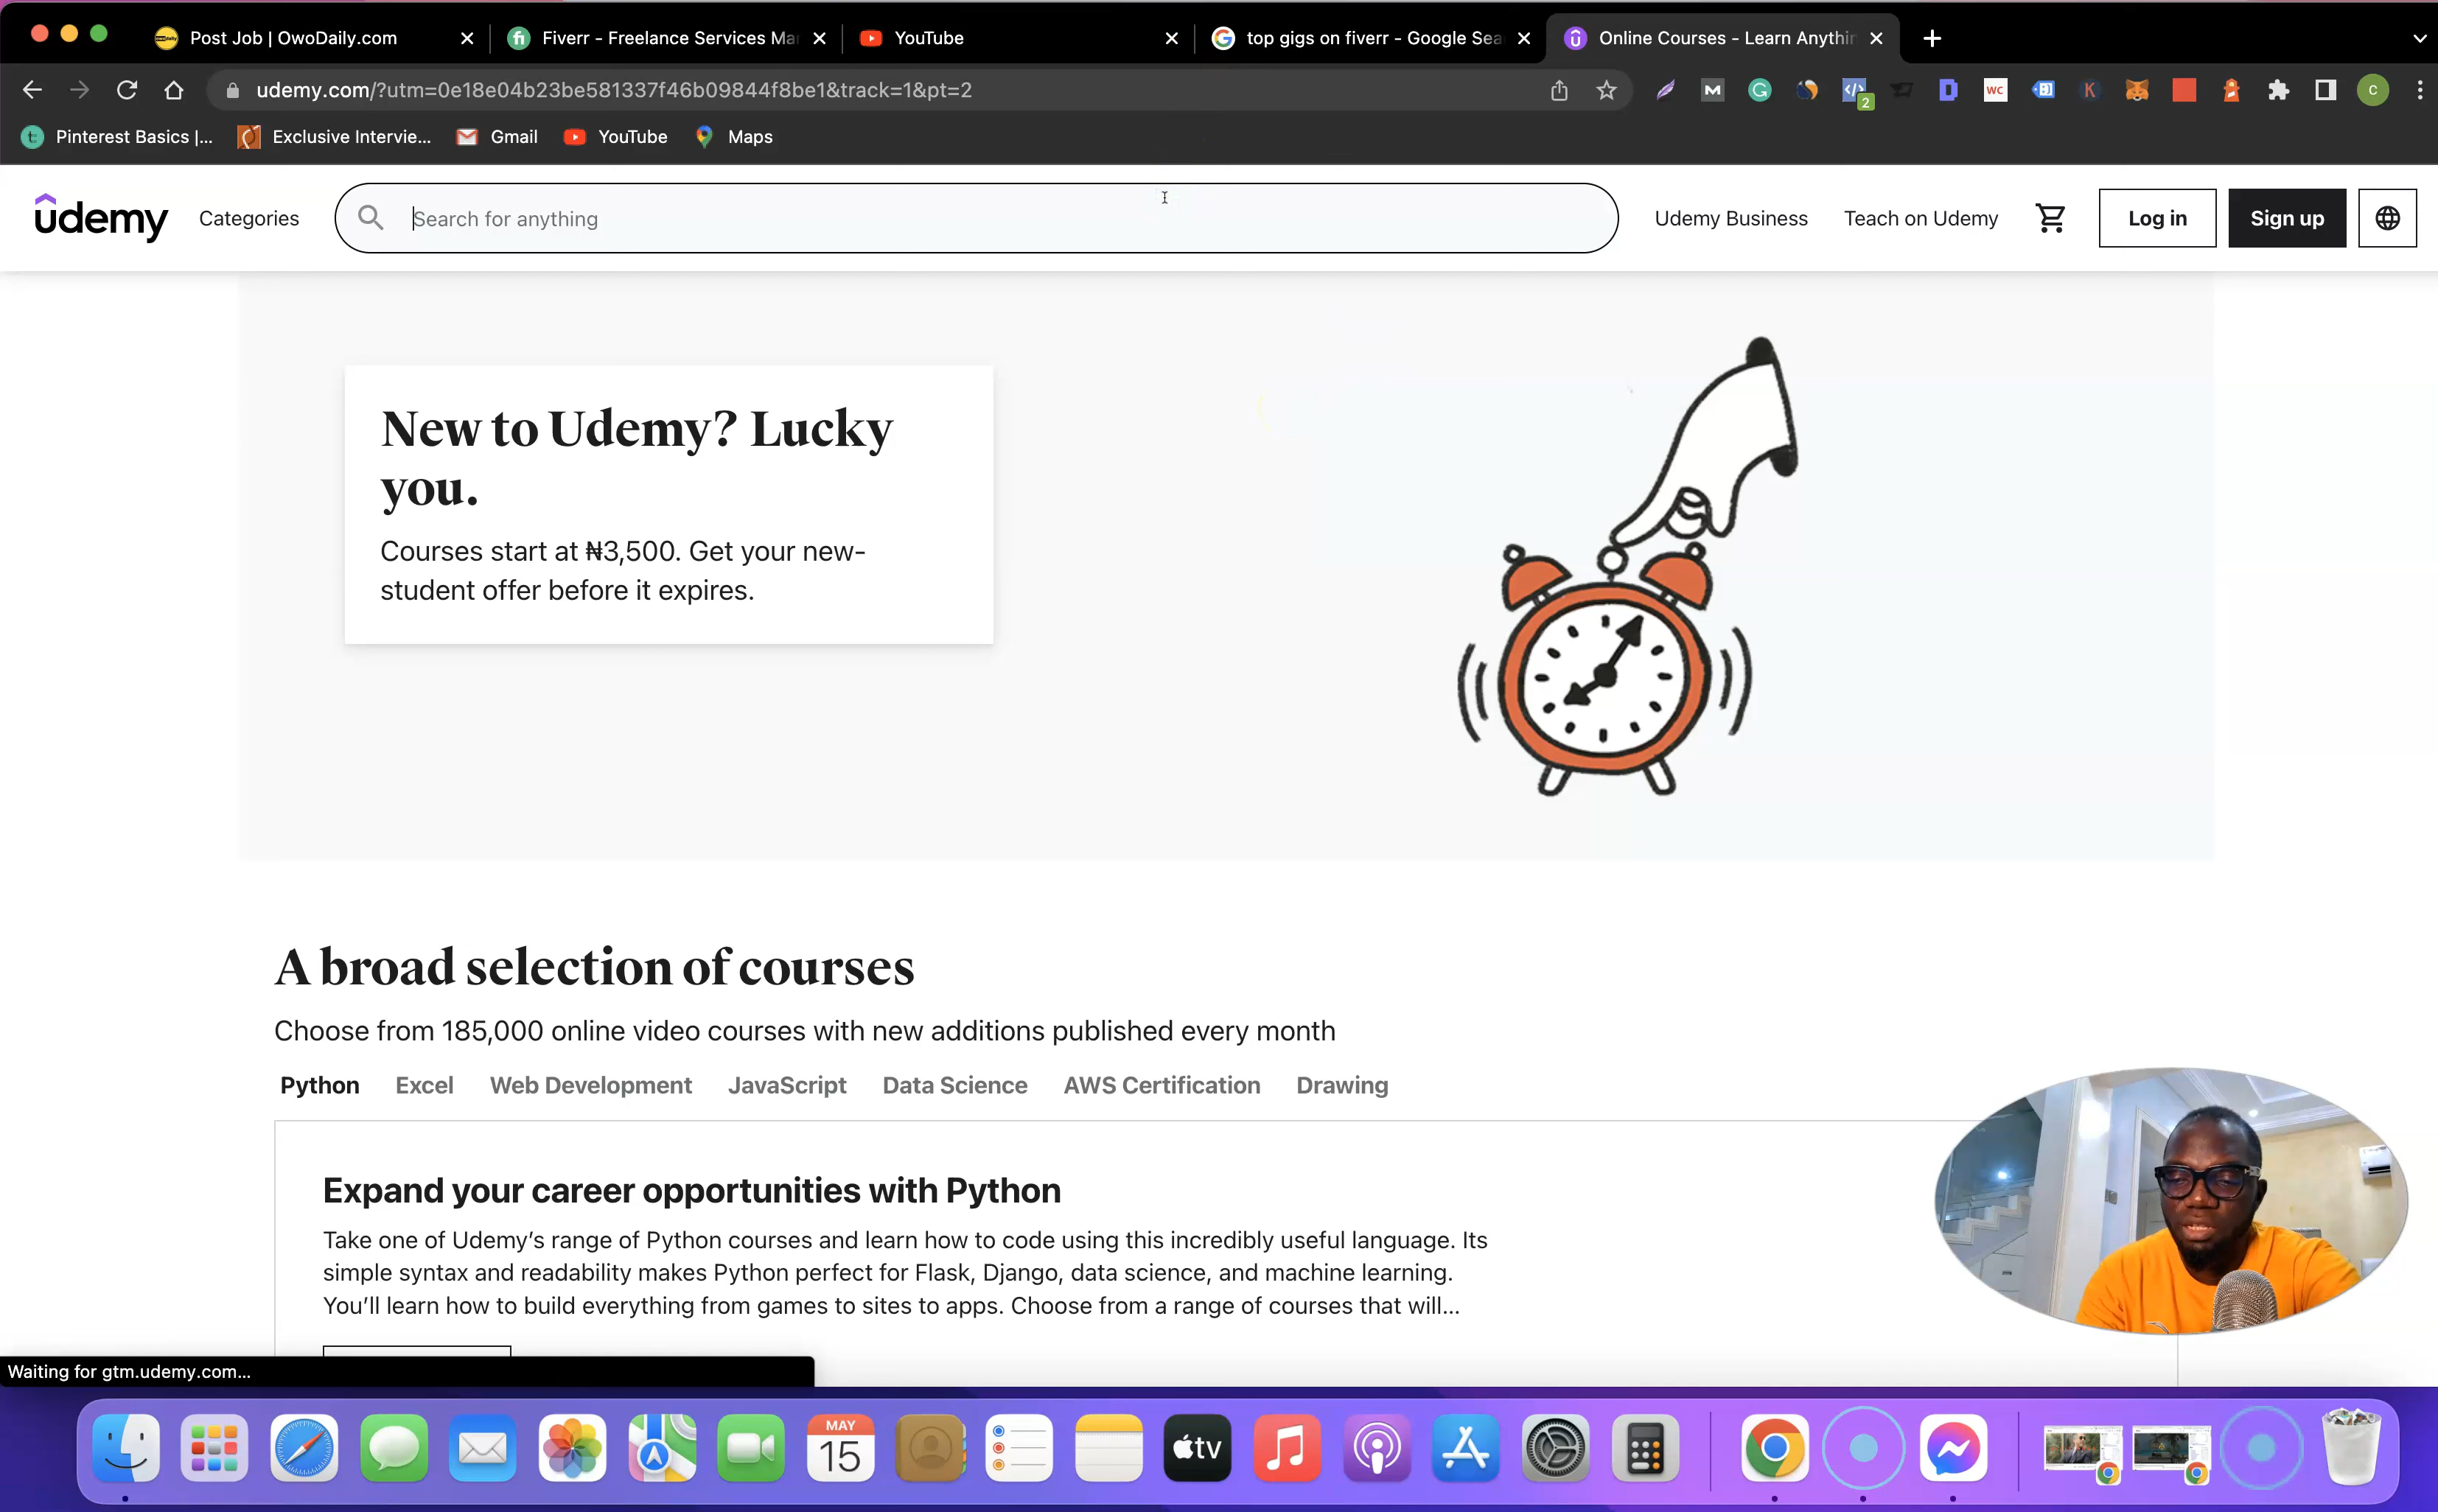 Post Job | OwoDaily.com
Fiverr - Freelance Services Ma
YouTube
top gigs on fiverr - Google Sea
Online Courses - Learn Anythin
udemy.com/?utm=0e18e04b23be581337f46b09844f8be1&track=1&pt=2
2
WC
K
C
Pinterest Basics |...
Exclusive Intervie...
Gmail
YouTube
Maps
udemy
Categories
Search for anything
Udemy Business
Teach on Udemy
Log in
Sign up
New to Udemy? Lucky
you.
Courses start at ₦3,500. Get your new-
student offer before it expires.
A broad selection of courses
Choose from 185,000 online video courses with new additions published every month
Python
Excel
Web Development
JavaScript
Data Science
AWS Certification
Drawing
Expand your career opportunities with Python
Take one of Udemy’s range of Python courses and learn how to code using this incredibly useful language. Its
simple syntax and readability makes Python perfect for Flask, Django, data science, and machine learning.
You’ll learn how to build everything from games to sites to apps. Choose from a range of courses that will...
Waiting for gtm.udemy.com...
MAY
15
tv